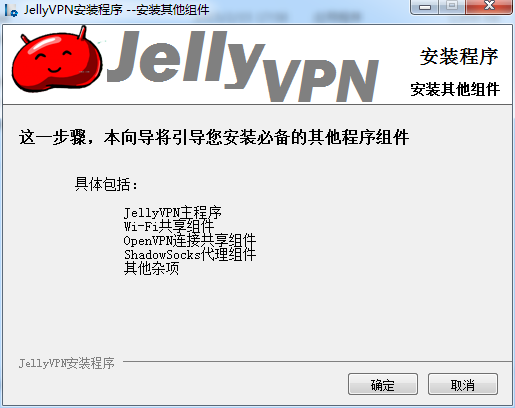 JellyVPN安装程序 --安装其他组件
JellyVPN
安装程序
安装其他组件
这一步骤，本向导将引导您安装必备的其他程序组件
具体包括：
JellyVPN主程序
Wi-Fi共享组件
OpenVPN连接共享组件
ShadowSocks代理组件
其他杂项
JellyVPN安装程序
确定
取消